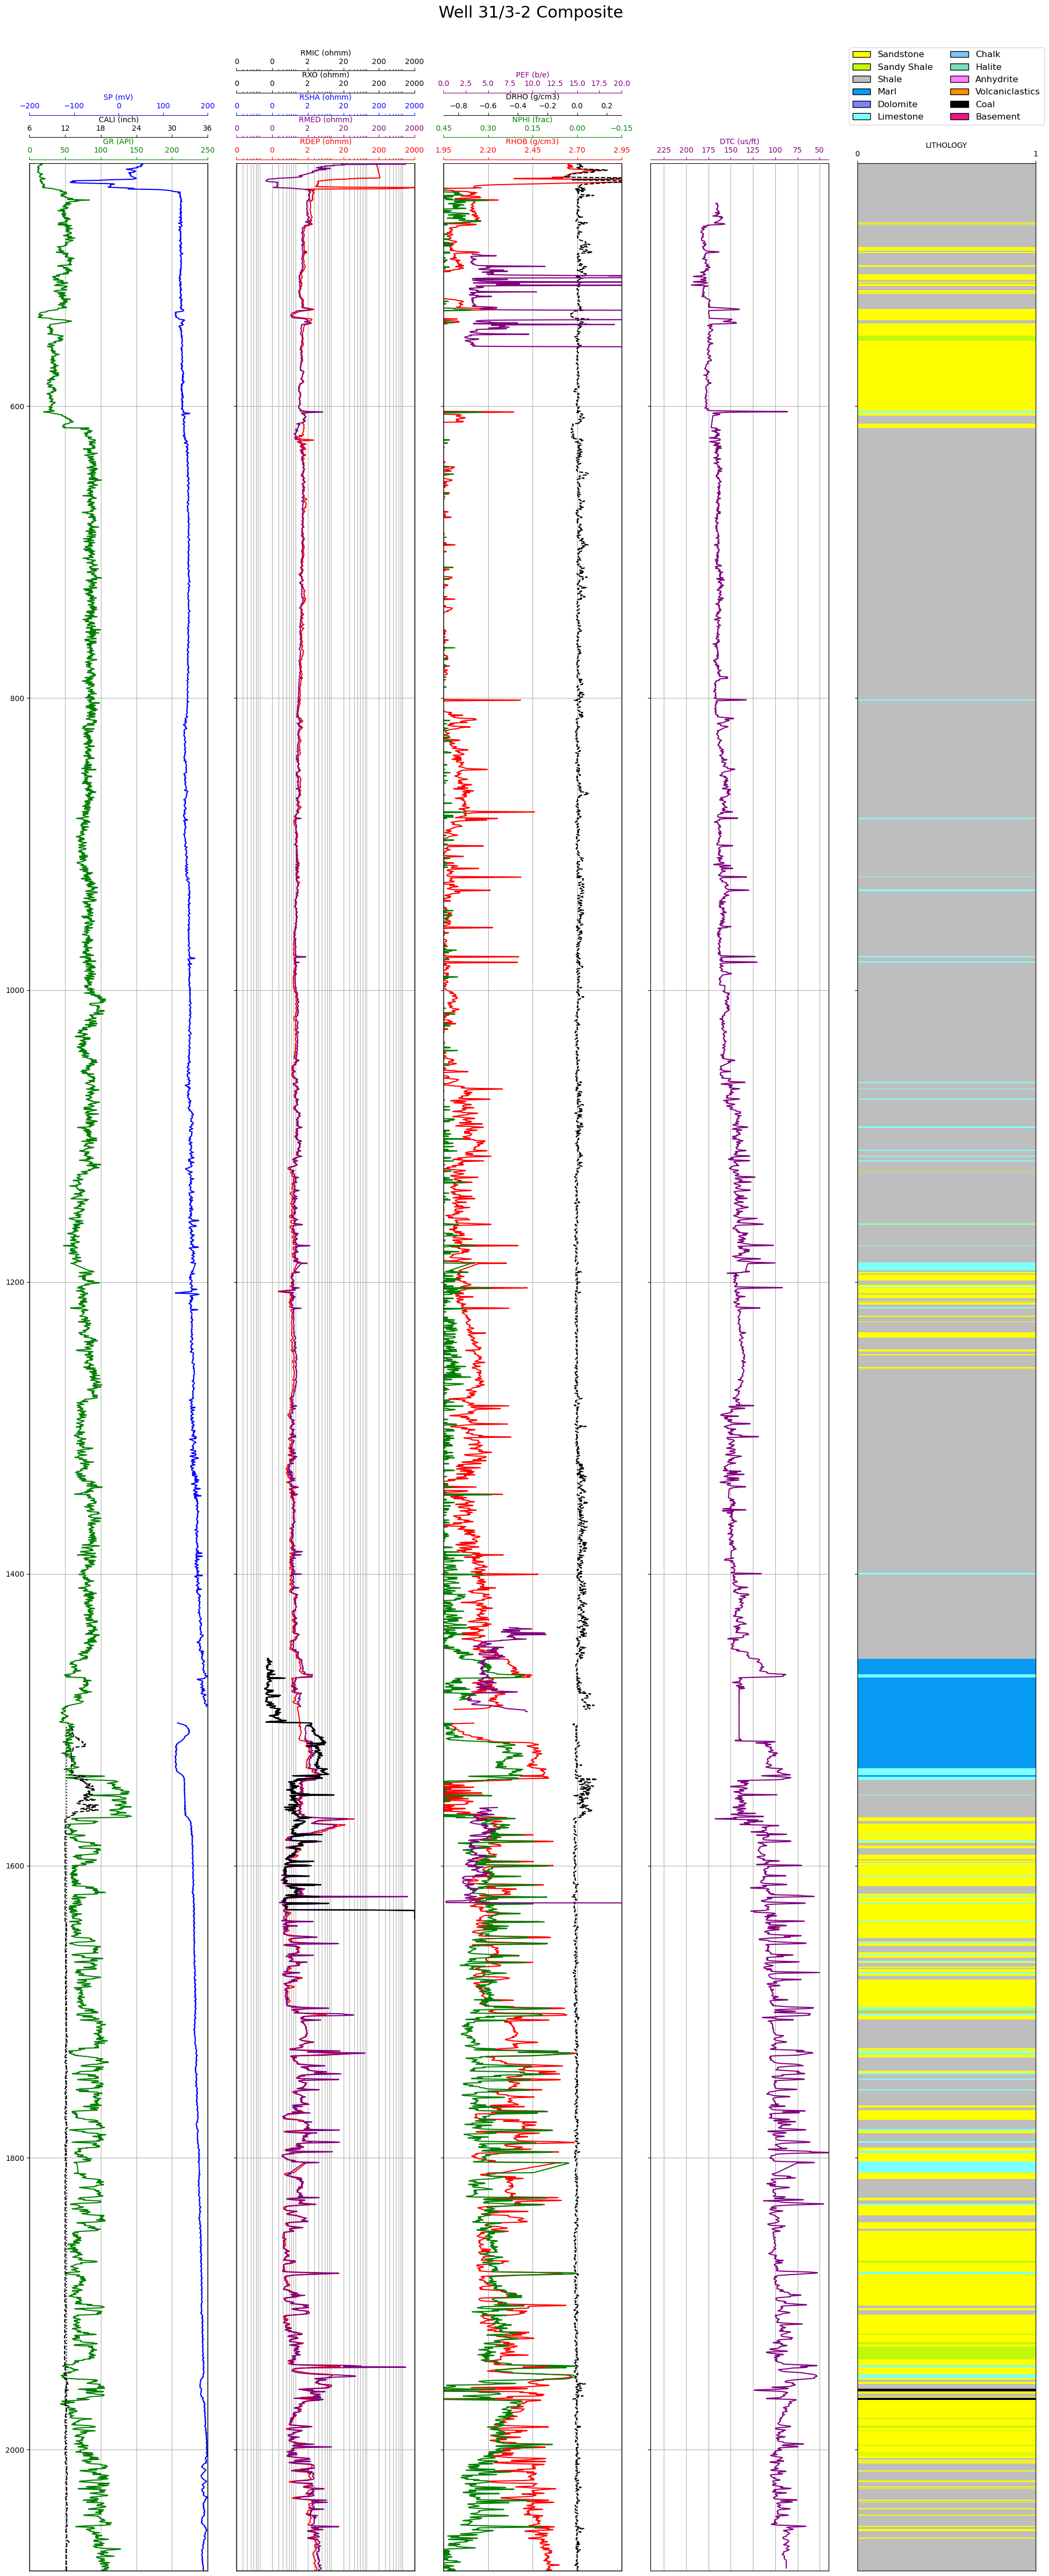 Well 31/3-2 Composite
RMIC (ohmm)
0 0 2 20 200 2000
RXO (ohmm)
0 0 2 20 200 2000
SP (mV)
−200 −100 0 100 200
RSHA (ohmm)
0 0 2 20 200 2000
CALI (inch)
6 12 18 24 30 36
RMED (ohmm)
0 0 2 20 200 2000
GR (API)
0 50 100 150 200 250
RDEP (ohmm)
0 0 2 20 200 2000
PEF (b/e)
0.0 2.5 5.0 7.5 10.0 12.5 15.0 17.5 20.0
DRHO (g/cm3)
−0.8 −0.6 −0.4 −0.2 0.0 0.2
NPHI (frac)
0.45 0.30 0.15 0.00 −0.15
RHOB (g/cm3)
1.95 2.20 2.45 2.70 2.95
DTC (us/ft)
225 200 175 150 125 100 75 50
Sandstone
Sandy Shale
Shale
Marl
Dolomite
Limestone
Chalk
Halite
Anhydrite
Volcaniclastics
Coal
Basement
LITHOLOGY
0 1
600
800
1000
1200
1400
1600
1800
2000